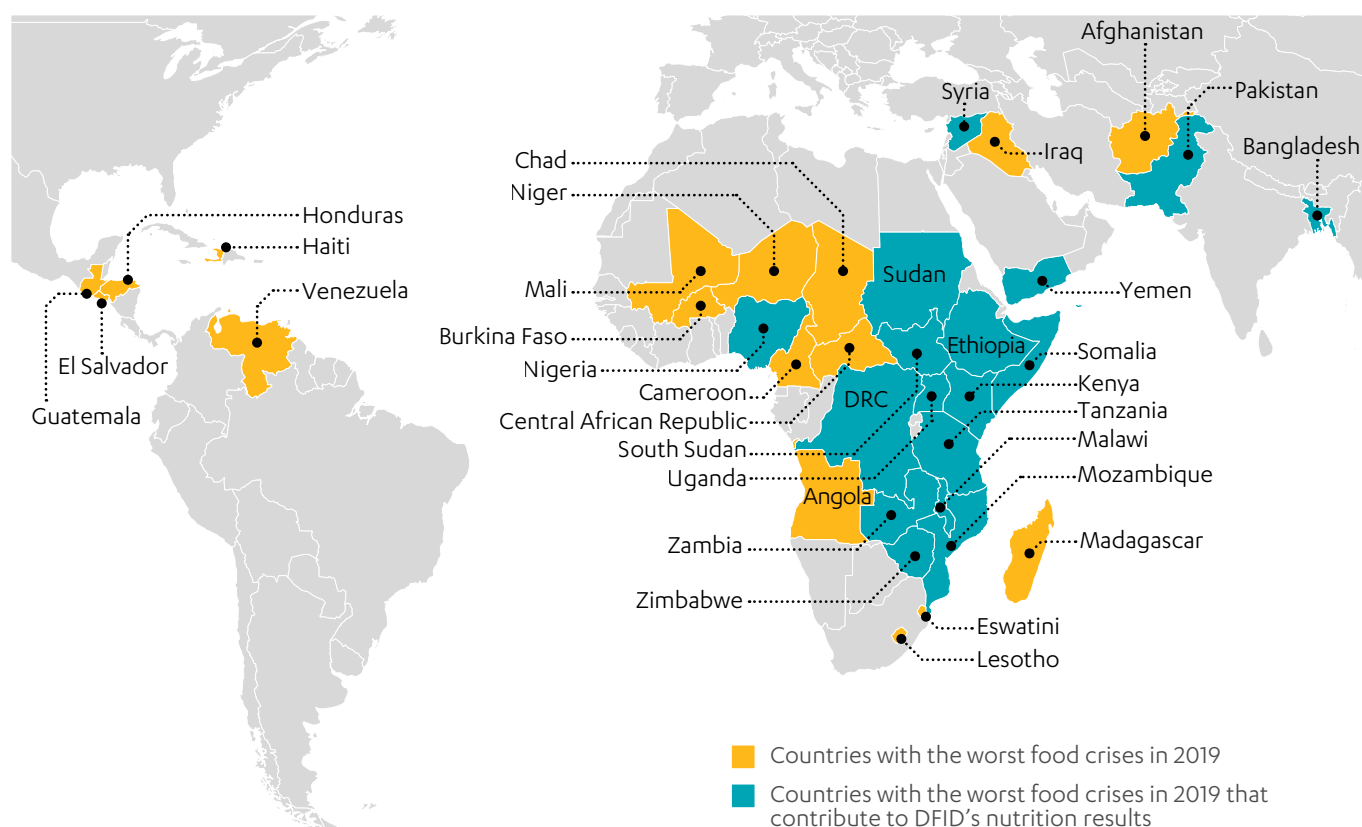 Afghanistan
Syria
Pakistan
Chad
Iraq
Bangladesh
Niger
Honduras
Haiti
Sudan
Mali
Venezuela
Yemen
Burkina Faso
Ethiopia
Somalia
El Salvador
Nigeria
Kenya
Cameroon
DRC
Tanzania
Guatemala
Central African Republic
Malawi
South Sudan
Mozambique
Uganda
Angola
Zambia
Madagascar
Zimbabwe
Eswatini
Lesotho
Countries with the worst food crises in 2019
Countries with the worst food crises in 2019 that
contribute to DFID’s nutrition results